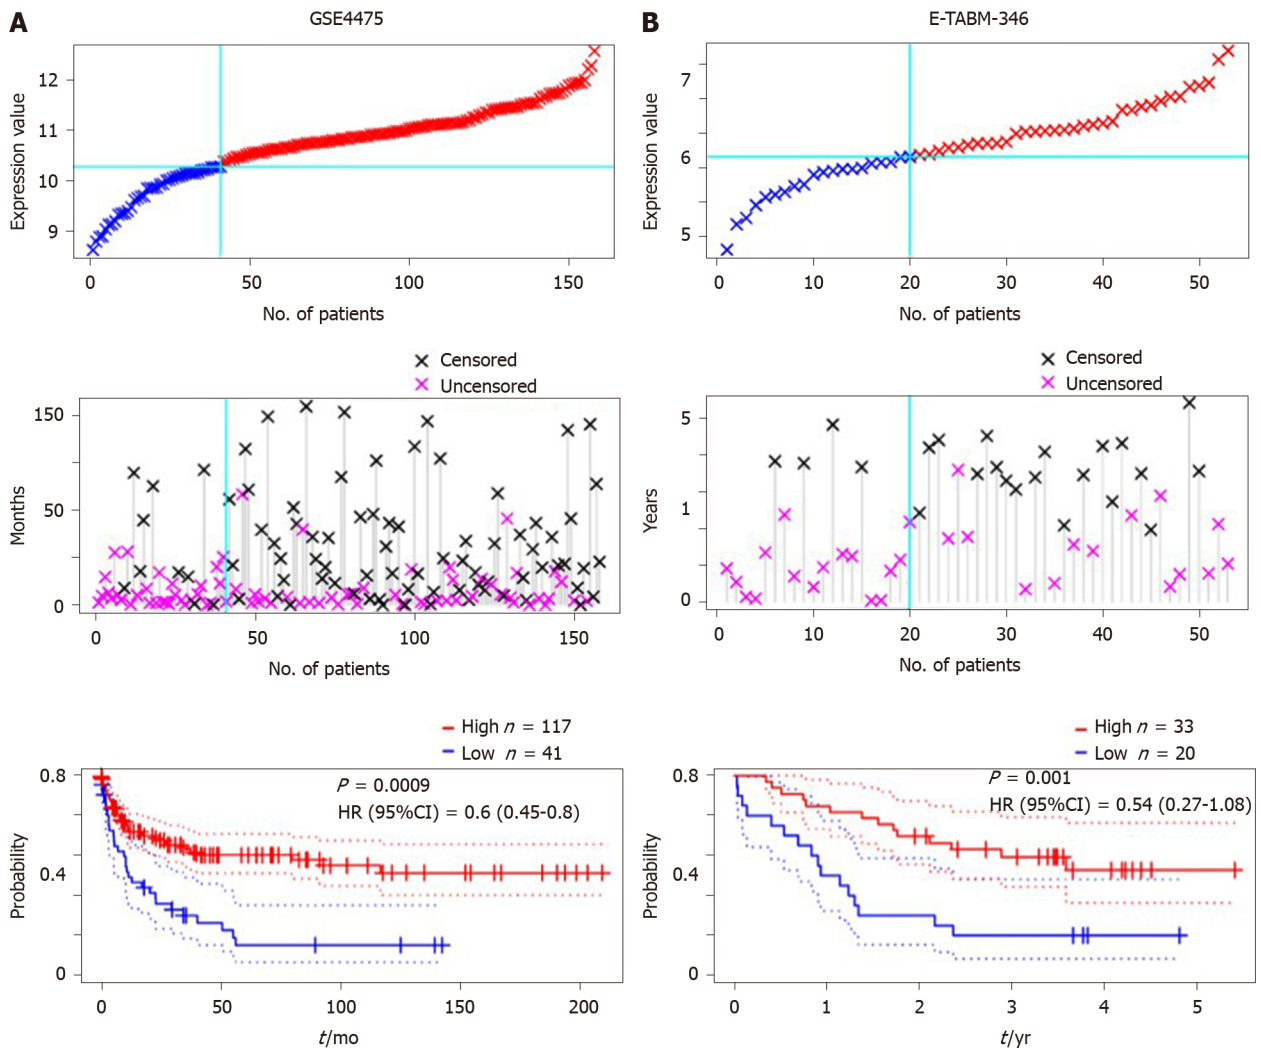 A
GSE4475
Expression value
12
11
10
9
0
50
100
150
No. of patients
Censored
Uncensored
Months
150
50
0
0
50
100
150
No. of patients
High n = 117
Low n = 41
P = 0.0009
HR (95%CI) = 0.6 (0.45-0.8)
Probability
0.8
0.4
0
0
50
100
150
200
t/mo
B
E-TABM-346
Expression value
7
6
5
0
10
20
30
40
50
No. of patients
Censored
Uncensored
Years
5
1
0
0
10
20
30
40
50
No. of patients
High n = 33
Low n = 20
P = 0.001
HR (95%CI) = 0.54 (0.27-1.08)
Probability
0.8
0.4
0
0
1
2
3
4
5
t/yr